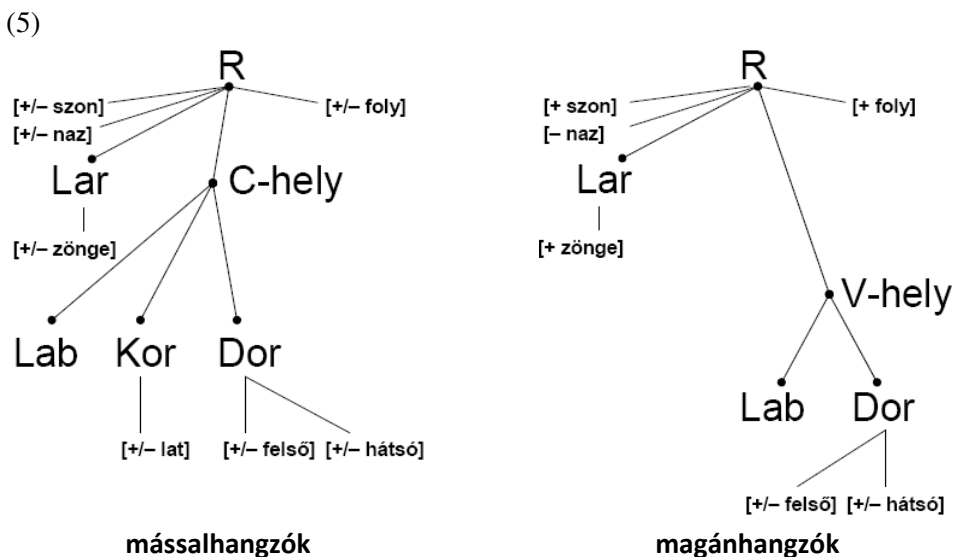 (5)
R R
[+/– szon] [+/– foly] [+ szon] [+ foly]
[+/– naz] [– naz]
Lar C-hely Lar
[+/– zönge] [+ zönge]
V-hely
Lab Kor Dor
Lab Dor
[+/– lat] [+/– felső] [+/– hátsó]
[+/– felső] [+/– hátsó]
mássalhangzók magánhangzók